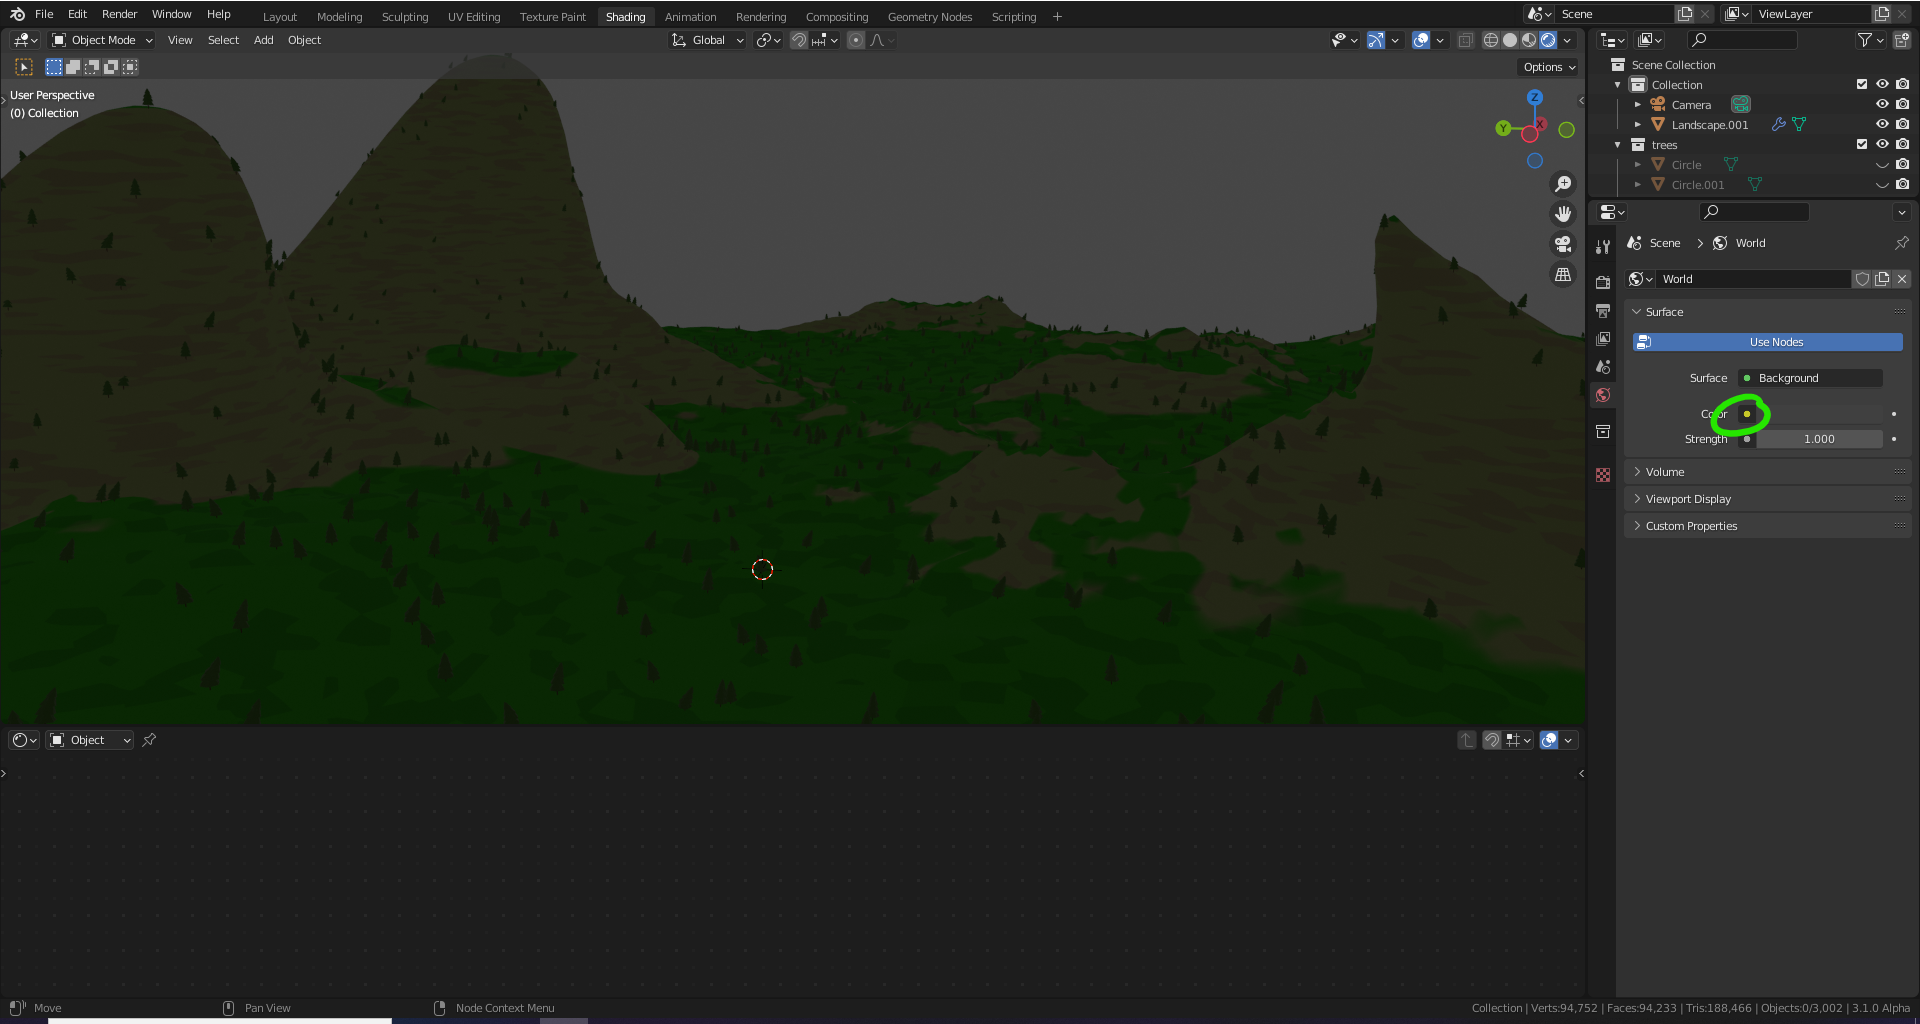 File Edit Render Window Help Layout Modeling Sculpting UV Editing Texture Paint Shading Animation Rendering Compositing Geometry Nodes Scripting + Scene ViewLayer
Object Mode View Select Add Object Global
Options
User Perspective
(0) Collection
Z
Y
X
Scene Collection
Collection
Camera
Landscape.001
trees
Circle
Circle.001
Scene > World
World
Surface
Use Nodes
Surface Background
Color
Strength 1.000
Volume
Viewport Display
Custom Properties
Object
Move Pan View Node Context Menu Collection | Verts:94,752 | Faces:94,233 | Tris:188,466 | Objects:0/3,002 | 3.1.0 Alpha